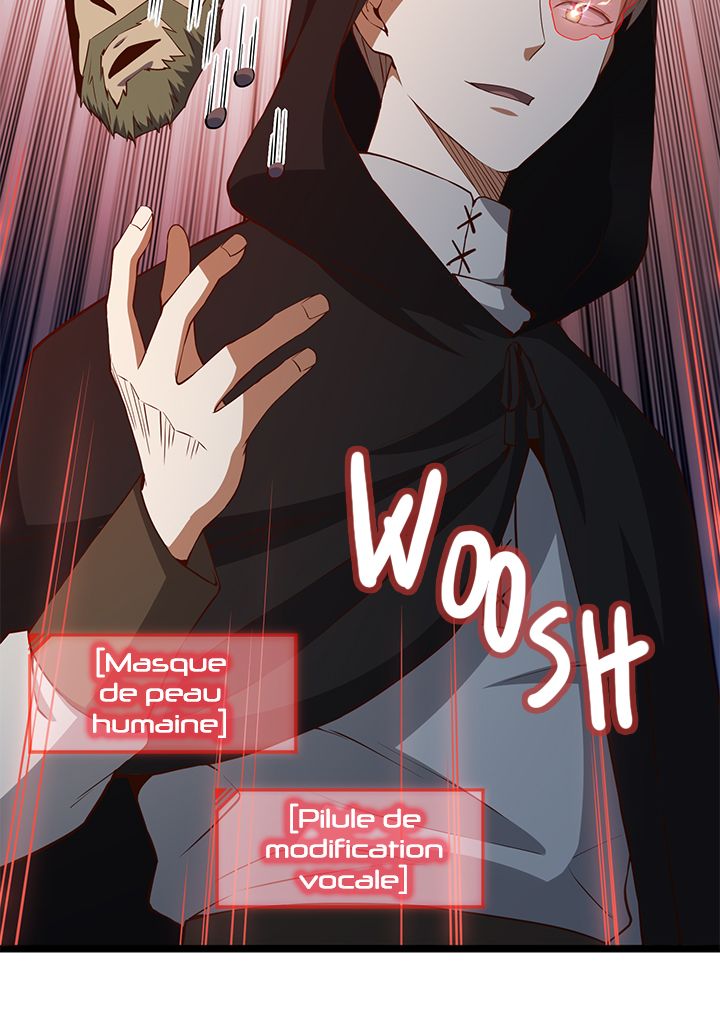 WOOSH
[Masque
de peau
humaine]
[Pilule de
modification
vocale]